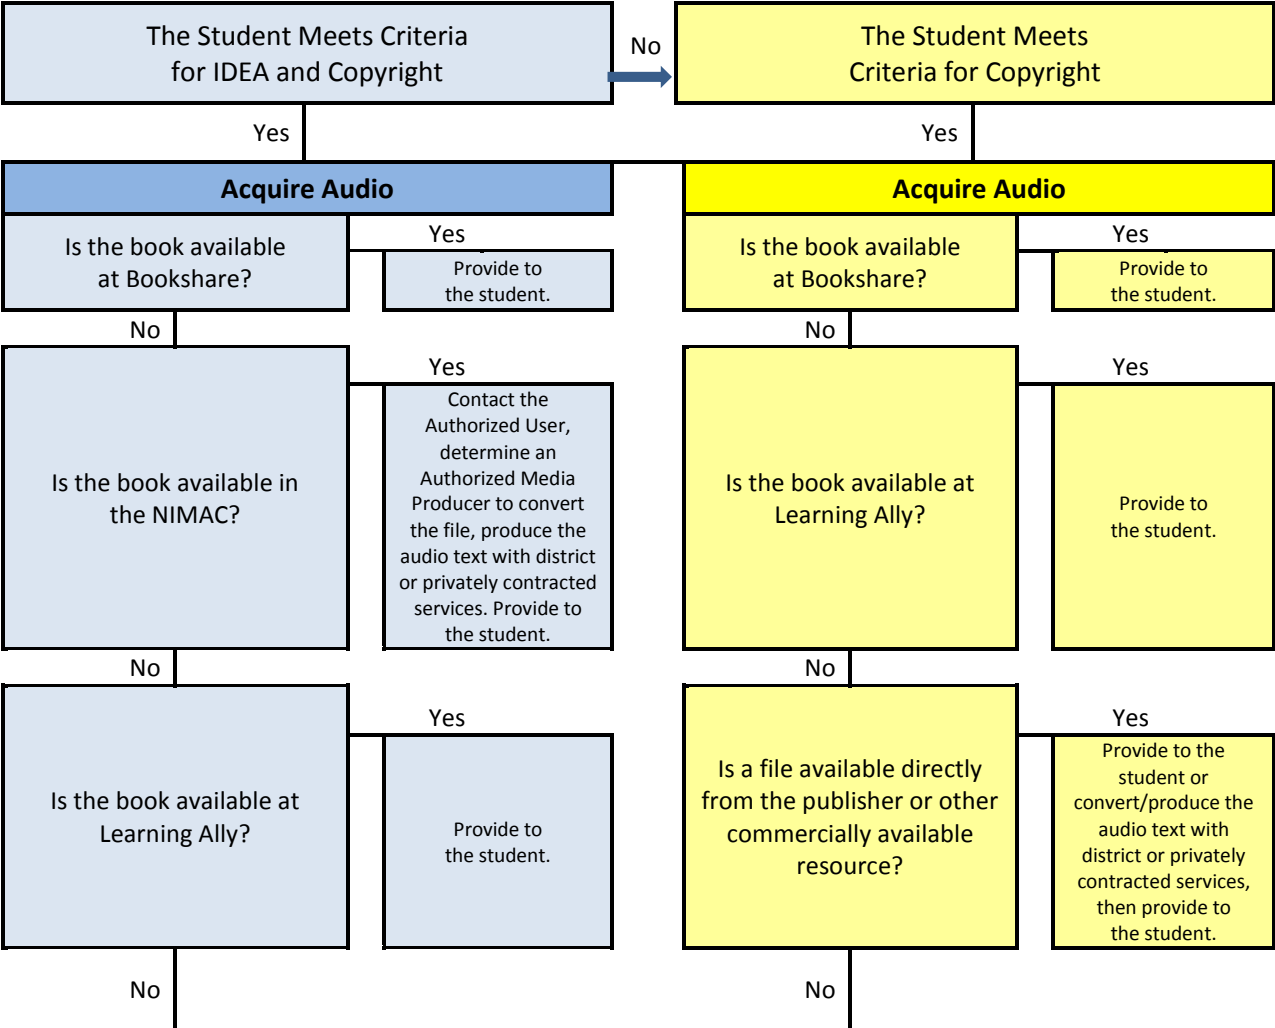 The Student Meets Criteria
for IDEA and Copyright
No
The Student Meets
Criteria for Copyright
Yes
Yes
Acquire Audio
Acquire Audio
Is the book available
at Bookshare?
Yes
Provide to
the student.
Is the book available
at Bookshare?
Yes
Provide to
the student.
No
No
Is the book available in
the NIMAC?
Yes
Contact the
Authorized User,
determine an
Authorized Media
Producer to convert
the file, produce the
audio text with district
or privately contracted
services. Provide to
the student.
Is the book available at
Learning Ally?
Yes
Provide to
the student.
No
No
Is the book available at
Learning Ally?
Yes
Provide to
the student.
Is a file available directly
from the publisher or other
commercially available
resource?
Yes
Provide to the
student or
convert/produce the
audio text with
district or privately
contracted services,
then provide to
the student.
No
No